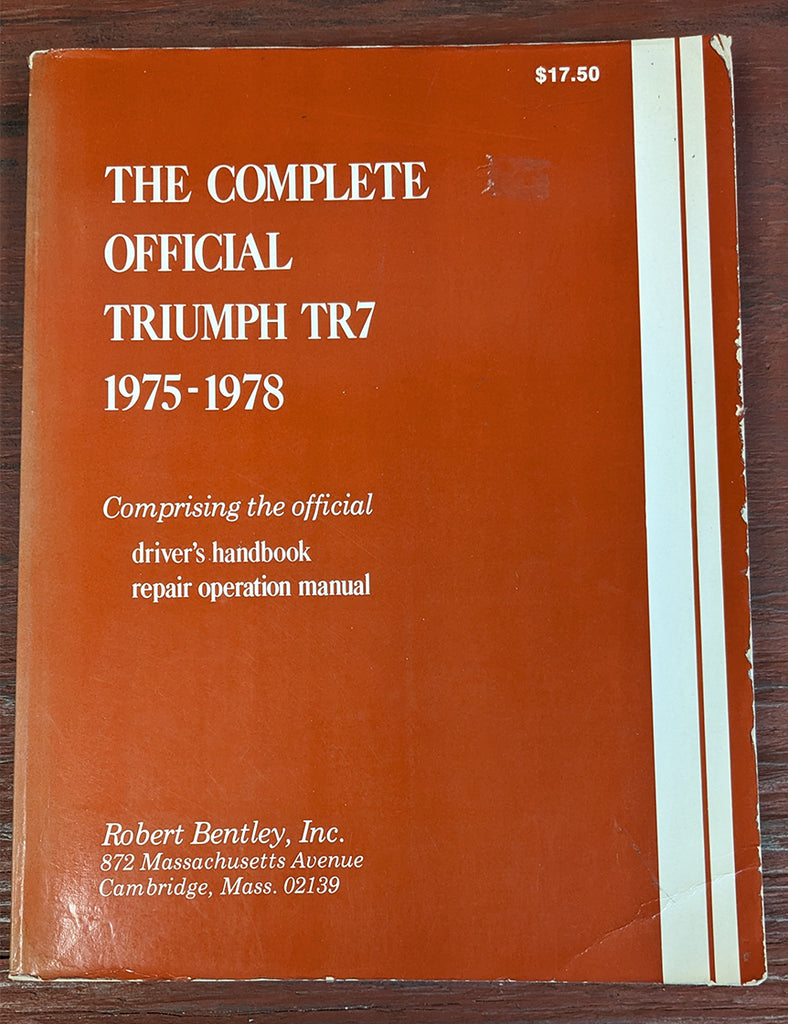 $17.50
THE COMPLETE
OFFICIAL
TRIUMPH TR7
1975-1978
Comprising the official
driver's handbook
repair operation manual
Robert Bentley, Inc.
872 Massachusetts Avenue
Cambridge, Mass. 02139